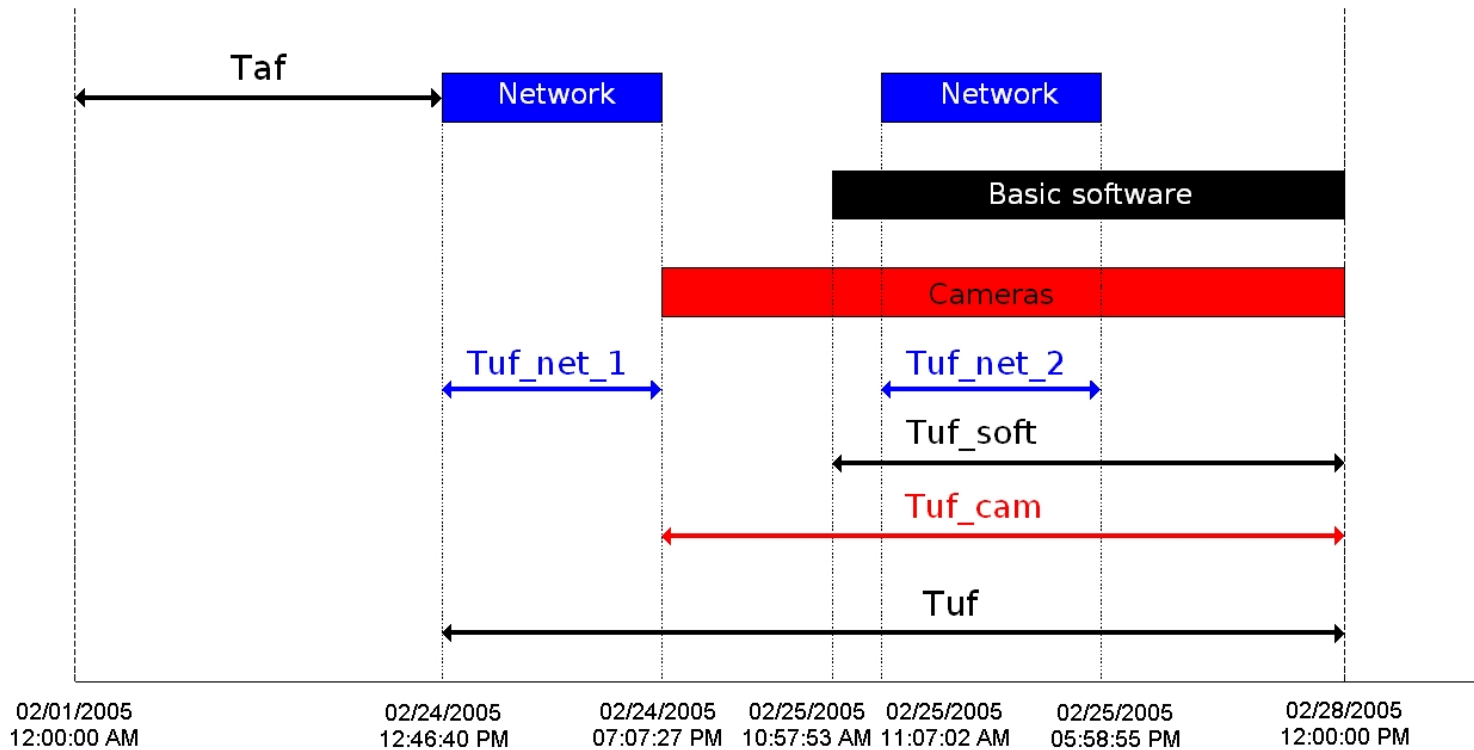 Taf
Network
Network
Basic software
Cameras
Tuf_net_1
Tuf_net_2
Tuf_soft
Tuf_cam
Tuf
02/01/2005
12:00:00 AM
02/24/2005
12:46:40 PM
02/24/2005
07:07:27 PM
02/25/2005
10:57:53 AM
02/25/2005
11:07:02 AM
02/25/2005
05:58:55 PM
02/28/2005
12:00:00 PM